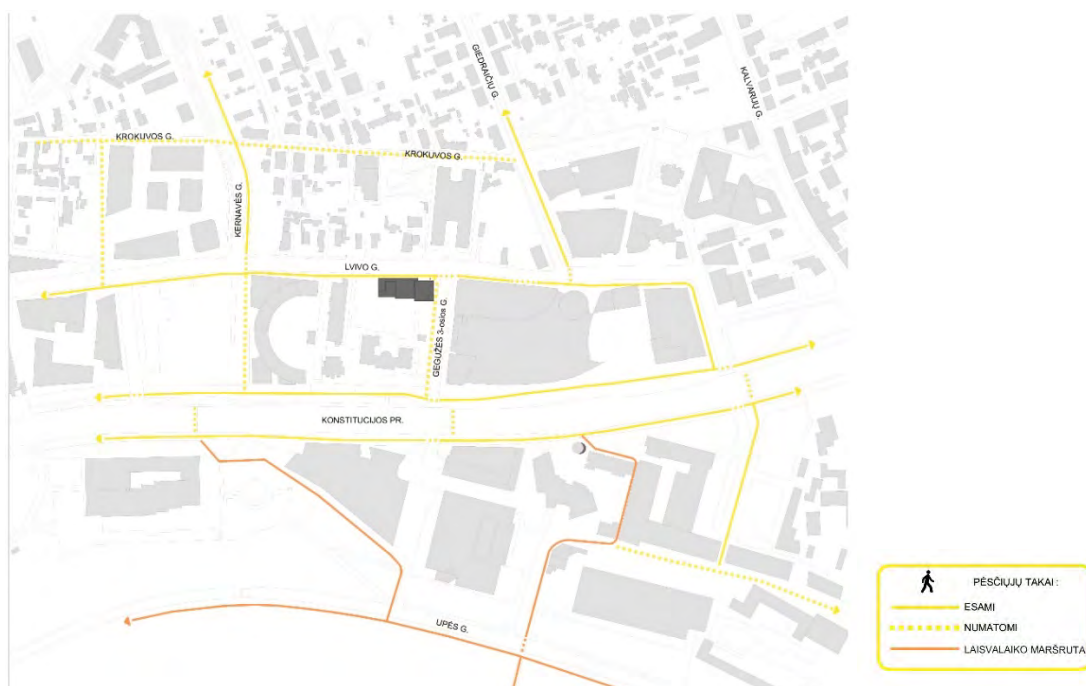 GIEDRAIČIŲ G.
KALVARIJŲ G.
KROKUVOS G.
KROKUVOS G.
KERNAVĖS G.
LVIVO G.
GEGUŽĖS 3-osios G.
KONSTITUCIJOS PR.
UPĖS G.
PĖSČIŲJŲ TAKAI :
ESAMI
NUMATOMI
LAISVALAIKO MARŠRUTAI